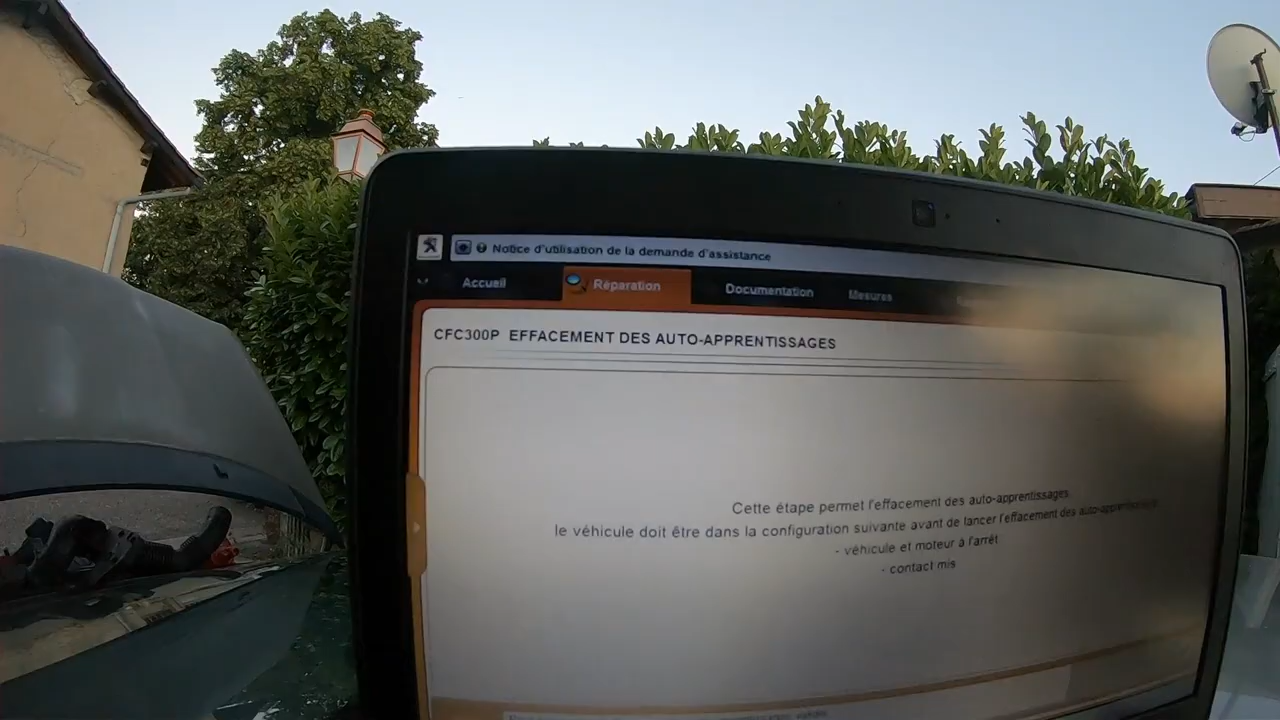 Notice d'utilisation de la demande d'assistance
Accueil Réparation Documentation Mesures
CFC300P EFFACEMENT DES AUTO-APPRENTISSAGES
Cette étape permet l'effacement des auto-apprentissages
le véhicule doit être dans la configuration suivante avant de lancer l'effacement des auto-apprentissages
- véhicule et moteur à l'arrêt
- contact mis